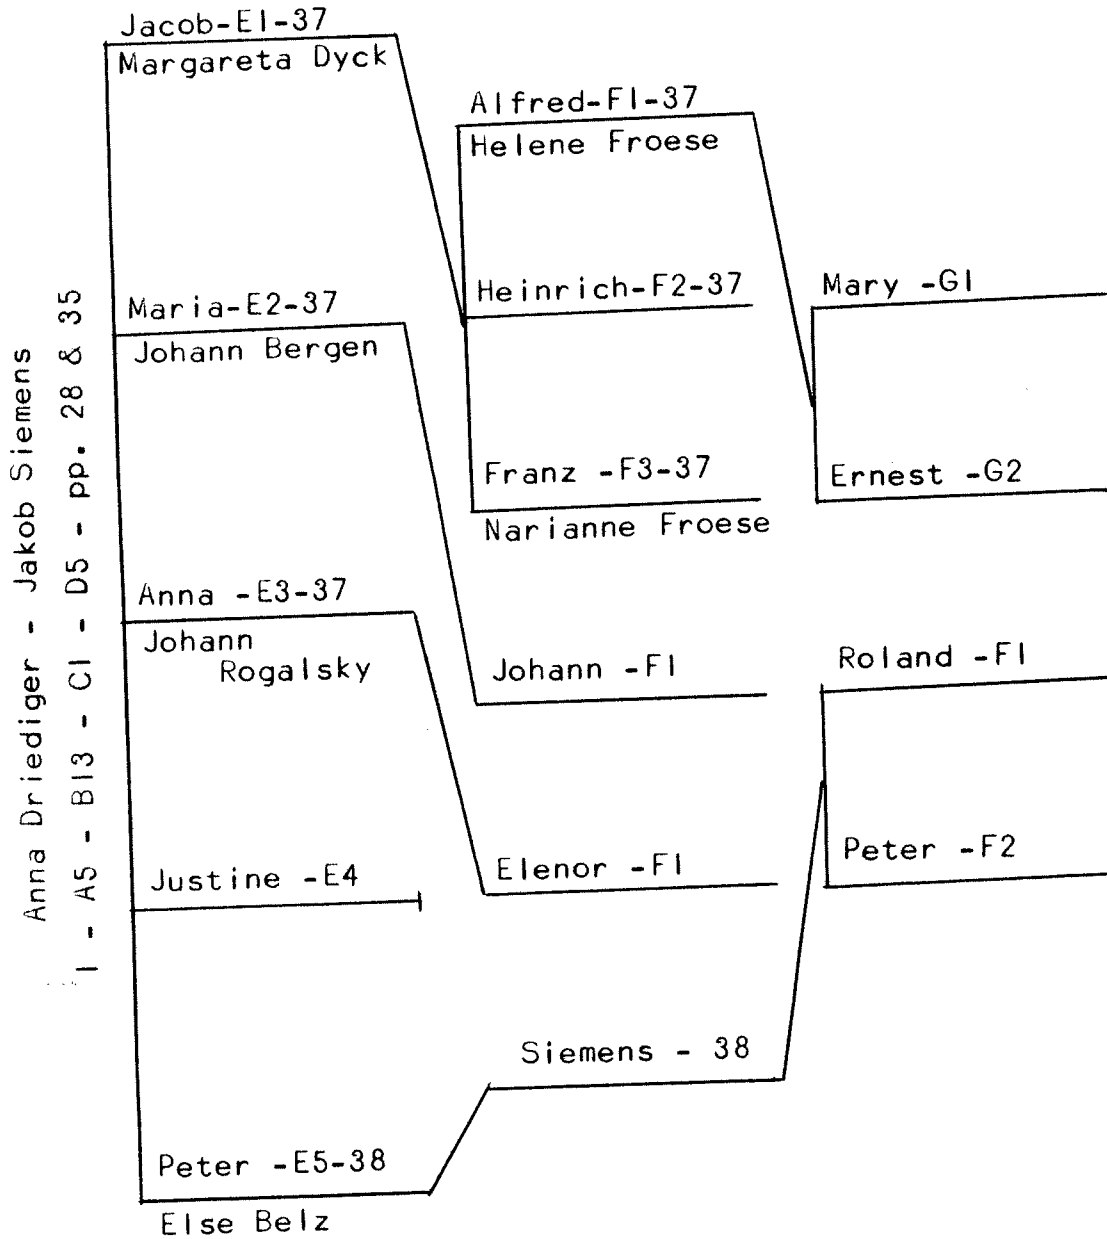 Anna Driediger - Jakob Siemens
I - A5 - B13 - C1 - D5 - pp. 28 & 35
Jacob-E1-37
Margareta Dyck
Maria-E2-37
Johann Bergen
Anna -E3-37
Johann
Rogalsky
Justine -E4
Peter -E5-38
Else Belz
Alfred-F1-37
Helene Froese
Heinrich-F2-37
Franz -F3-37
Narianne Froese
Johann -F1
Elenor -F1
Siemens - 38
Mary -G1
Ernest -G2
Roland -F1
Peter -F2